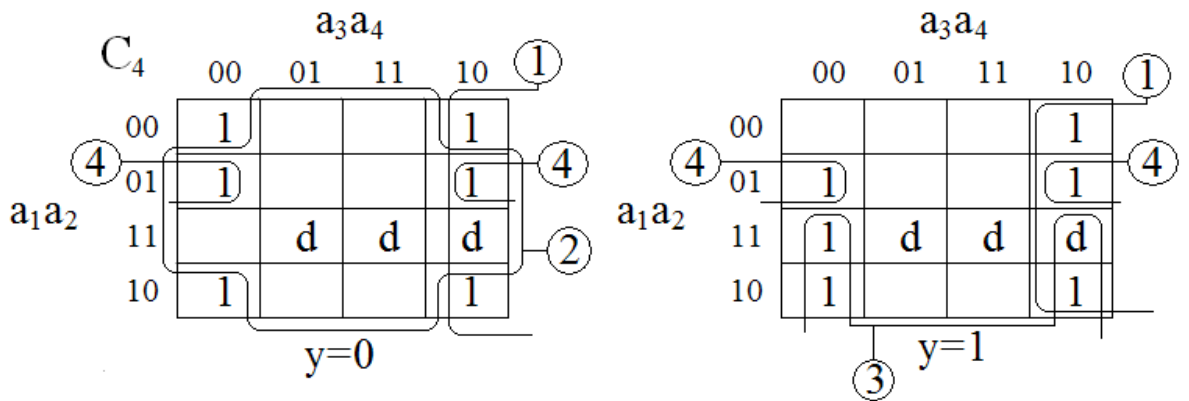 a₃a₄ a₃a₄
C₄ 00 01 11 10 1 00 01 11 10 1
00 1 1 00 1
4 01 1 1 4 4 01 1 1 4
a₁a₂ 11 d d d 2 a₁a₂ 11 1 d d d
10 1 1 10 1 1
y=0 y=1
3